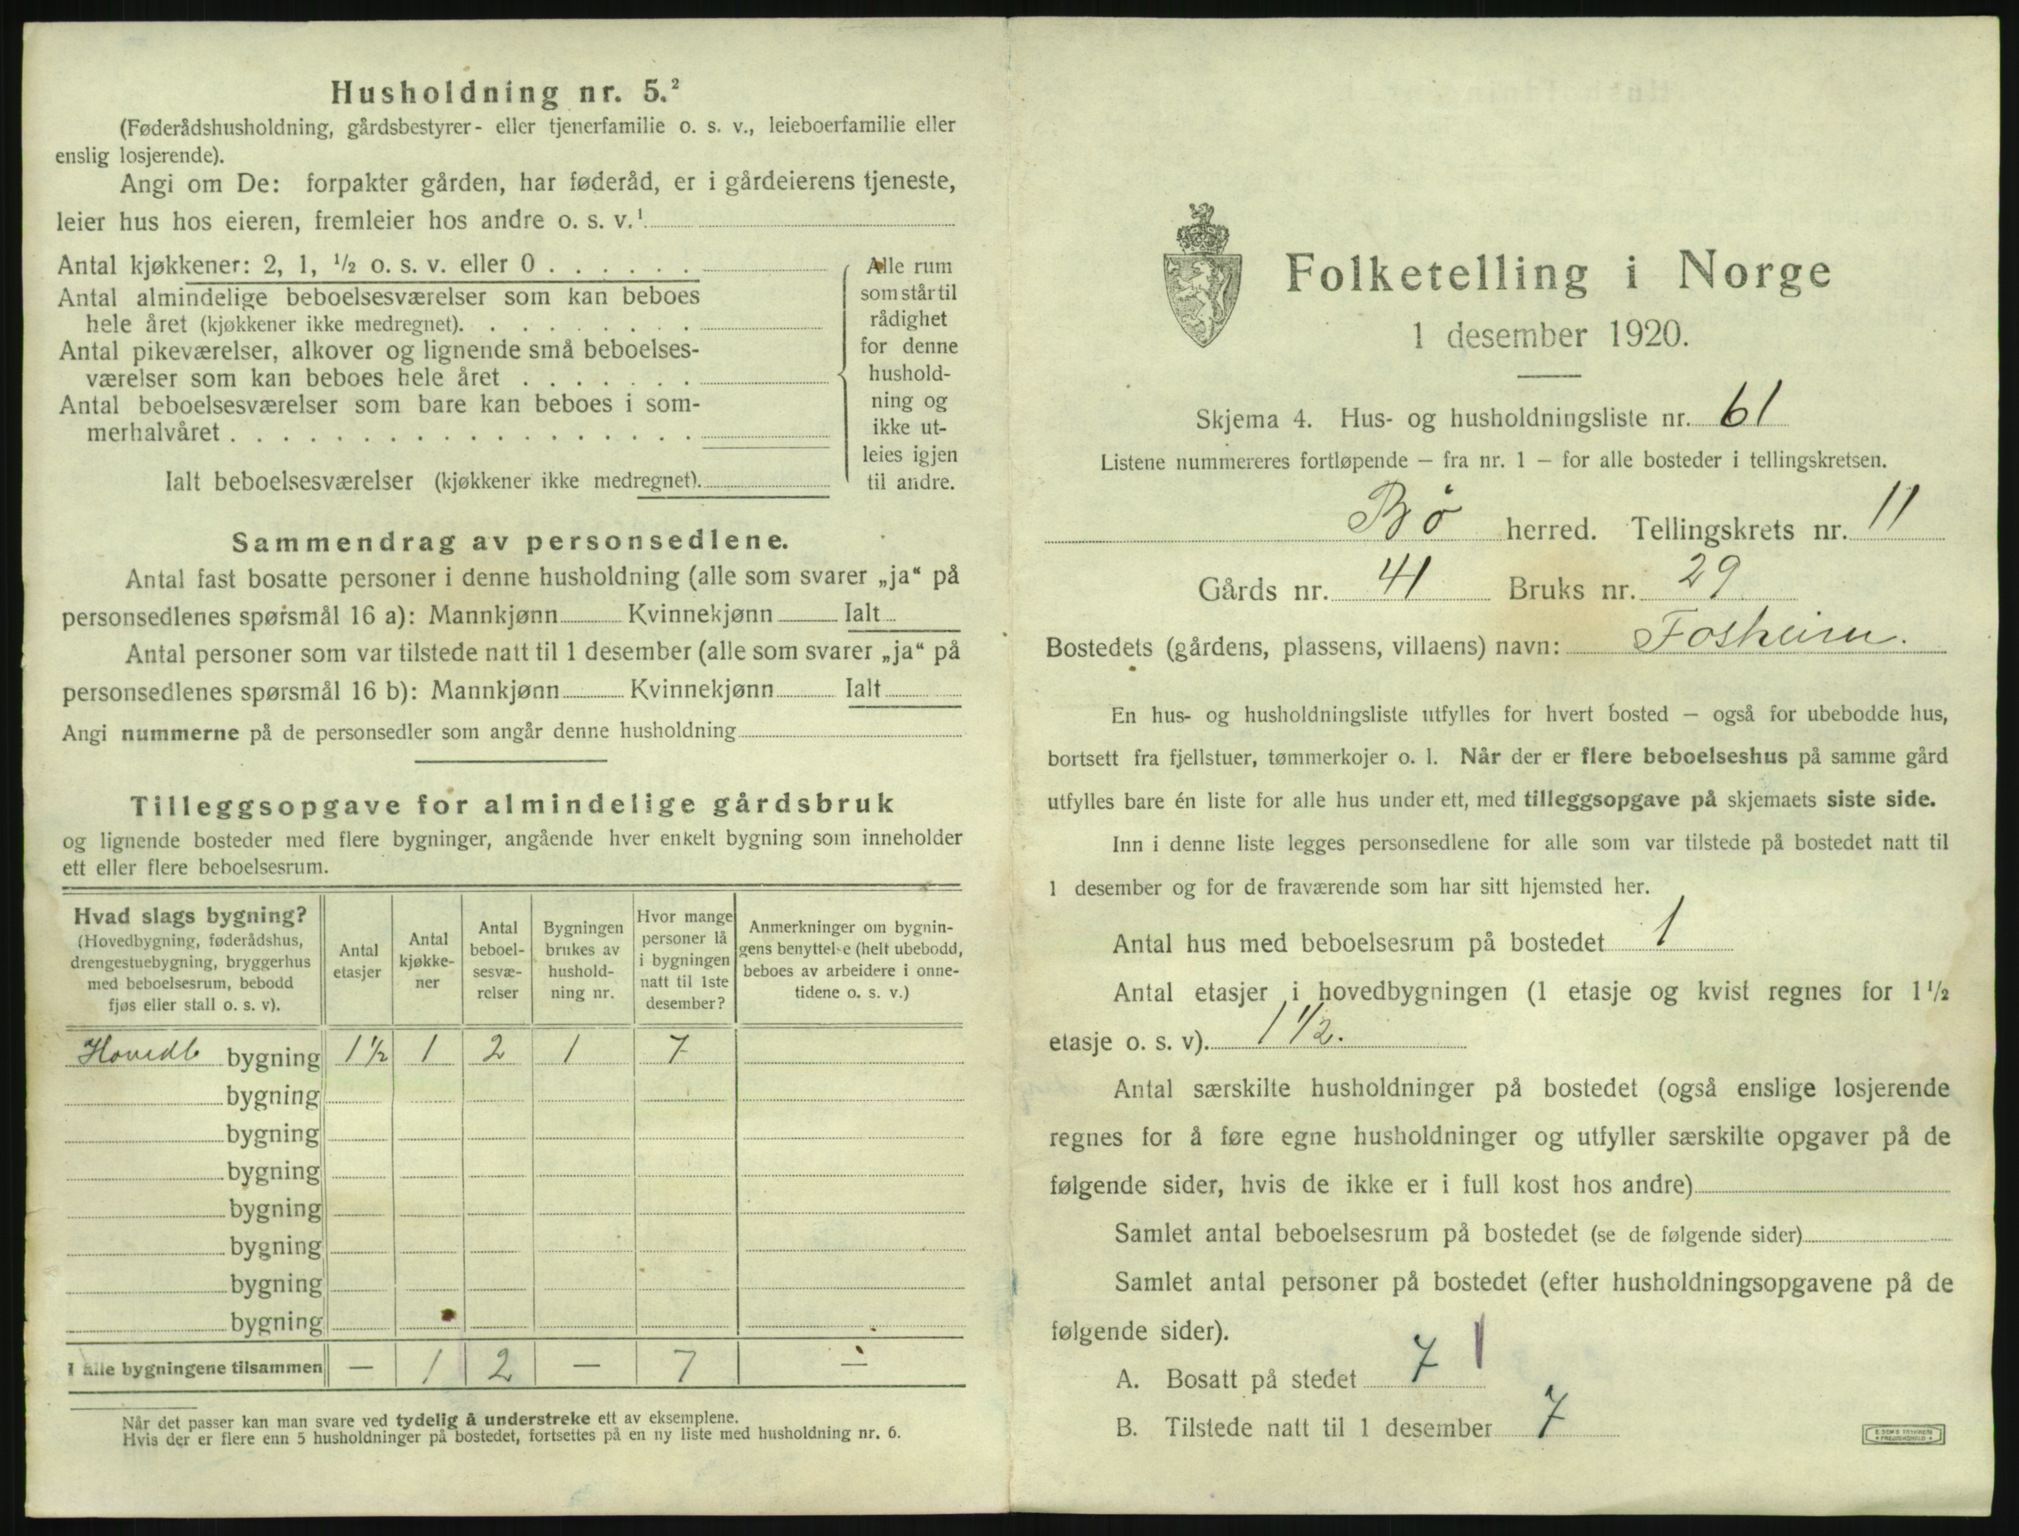 Husholdning nr. 5.²
(Føderådshusholdning, gårdsbestyrer- eller tjenerfamilie o. s. v., leieboerfamilie eller
enslig losjerende).
Angi om De: forpakter gården, har føderåd, er i gårdeierens tjeneste,
leier hus hos eieren, fremleier hos andre o. s. v.¹
Antal kjøkkener: 2, 1, ½ o. s. v. eller 0 . . . . . .
Antal almindelige beboelsesværelser som kan beboes
hele året (kjøkkener ikke medregnet). . . . . . . . .
Antal pikeværelser, alkover og lignende små beboelses-
værelser som kan beboes hele året . . . . . . .
Antal beboelsesværelser som bare kan beboes i som-
merhalvåret . . . . . . . . . . . . . . . . .
Ialt beboelsesværelser (kjøkkener ikke medregnet).
Alle rum
som står til
rådighet
for denne
hushold-
ning og
ikke ut-
leies igjen
til andre.
Sammendrag av personsedlene.
Antal fast bosatte personer i denne husholdning (alle som svarer „ja“ på
personsedlenes spørsmål 16 a): Mannkjønn Kvinnekjønn Ialt
Antal personer som var tilstede natt til 1 desember (alle som svarer „ja“ på
personsedlenes spørsmål 16 b): Mannkjønn Kvinnekjønn Ialt
Angi nummerne på de personsedler som angår denne husholdning
Tilleggsopgave for almindelige gårdsbruk
og lignende bosteder med flere bygninger, angående hver enkelt bygning som inneholder
ett eller flere beboelsesrum.
Hvad slags bygning?
(Hovedbygning, føderådshus,
drengestuebygning, bryggerhus
med beboelsesrum, bebodd
fjøs eller stall o. s. v).
Antal
etasjer
Antal
kjøkke-
ner
Antal
beboel-
sesvæ-
relser
Bygningen
brukes av
hushold-
ning nr.
Hvor mange
personer lå
i bygningen
natt til 1ste
desember?
Anmerkninger om bygnin-
gens benyttelse (helt ubebodd,
beboes av arbeidere i onne-
tidene o. s. v.)
Hovedb bygning 1 ½ 1 2 1 7
bygning
bygning
bygning
bygning
bygning
bygning
bygning
I alle bygningene tilsammen — 1 2 — 7 —
Når det passer kan man svare ved tydelig å understreke ett av eksemplene.
Hvis der er flere enn 5 husholdninger på bostedet, fortsettes på en ny liste med husholdning nr. 6.
Folketelling i Norge
1 desember 1920.
Skjema 4. Hus- og husholdningsliste nr. 61
Listene nummereres fortløpende — fra nr. 1 — for alle bosteder i tellingskretsen.
Bø herred. Tellingskrets nr. 11
Gårds nr. 41 Bruks nr. 29
Bostedets (gårdens, plassens, villaens) navn: Fosheim.
En hus- og husholdningsliste utfylles for hvert bosted — også for ubebodde hus,
bortsett fra fjellstuer, tømmerkojer o. l. Når der er flere beboelseshus på samme gård
utfylles bare én liste for alle hus under ett, med tilleggsopgave på skjemaets siste side.
Inn i denne liste legges personsedlene for alle som var tilstede på bostedet natt til
1 desember og for de fraværende som har sitt hjemsted her.
Antal hus med beboelsesrum på bostedet 1
Antal etasjer i hovedbygningen (1 etasje og kvist regnes for 1½
etasje o. s. v). 1 ½.
Antal særskilte husholdninger på bostedet (også enslige losjerende
regnes for å føre egne husholdninger og utfyller særskilte opgaver på de
følgende sider, hvis de ikke er i full kost hos andre)
Samlet antal beboelsesrum på bostedet (se de følgende sider)
Samlet antal personer på bostedet (efter husholdningsopgavene på de
følgende sider).
A. Bosatt på stedet 7 1
B. Tilstede natt til 1 desember 7